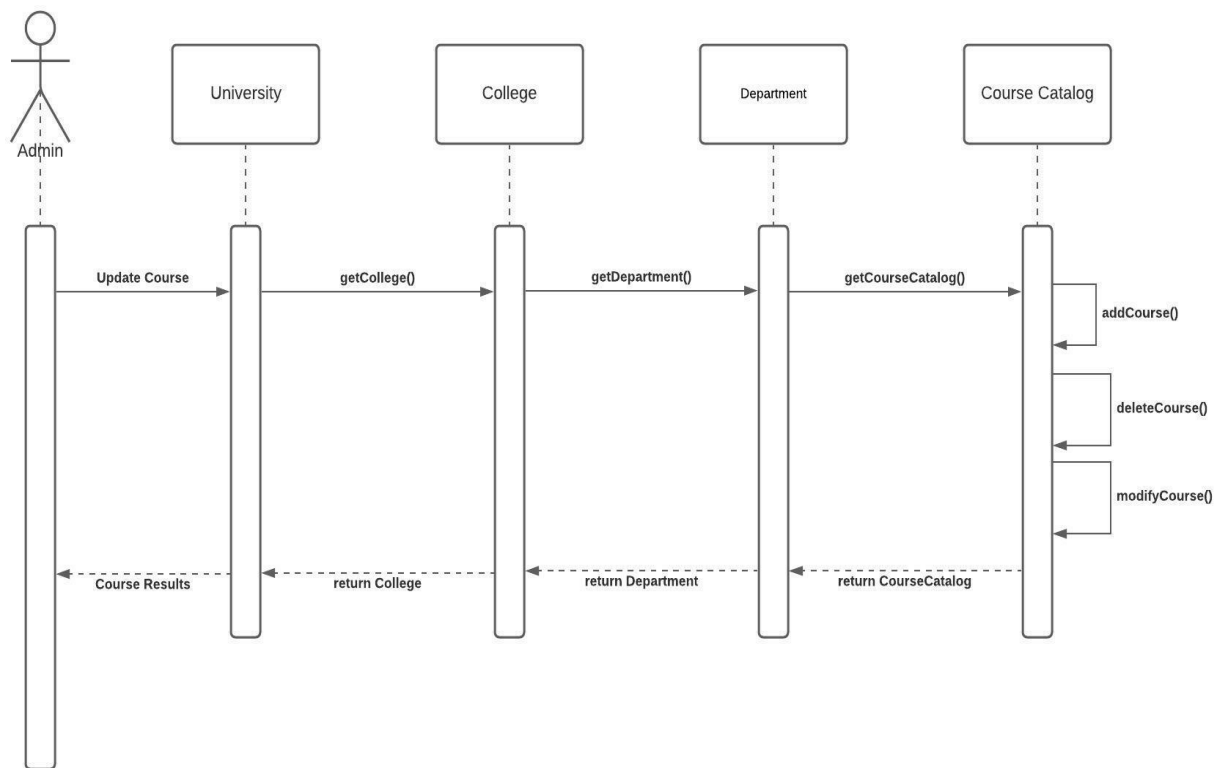 University
College
Department
Course Catalog
Admin
Update Course
getCollege()
getDepartment()
getCourseCatalog()
addCourse()
deleteCourse()
modifyCourse()
Course Results
return College
return Department
return CourseCatalog